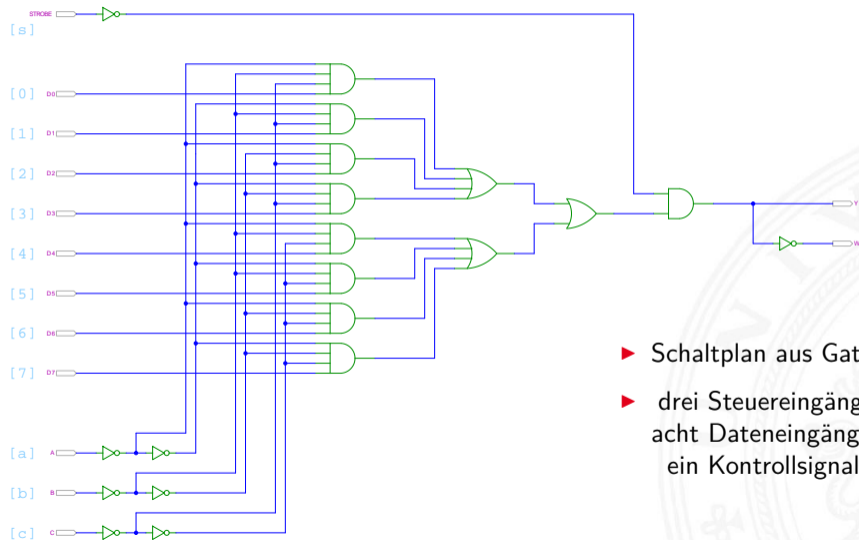 STROBE
[s]
[0] D0
[1] D1
[2] D2
[3] D3
[4] D4
[5] D5
[6] D6
[7] D7
[a] A
[b] B
[c] C
Y
W
▶ Schaltplan aus Gat
▶ drei Steuereingäng
acht Dateneingäng
ein Kontrollsignal